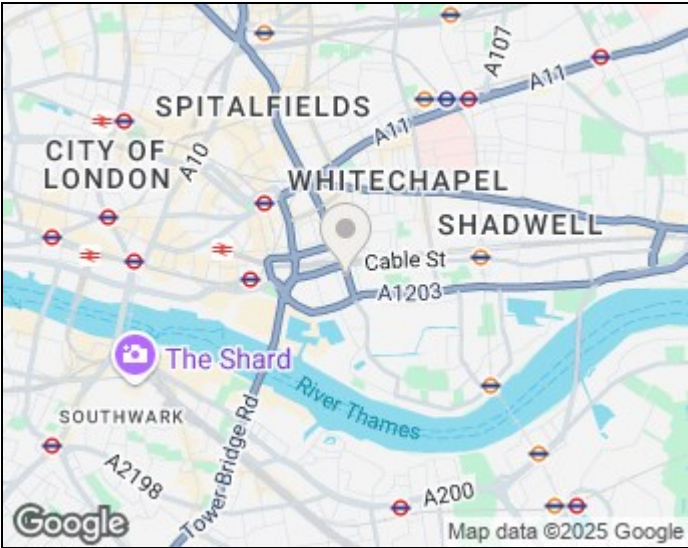 A107
A11
SPITALFIELDS
A11
CITY OF
LONDON
A10
WHITECHAPEL
SHADWELL
Cable St
A1203
The Shard
River Thames
SOUTHWARK
Tower Bridge Rd
A2198
A200
Google
Map data ©2025 Google